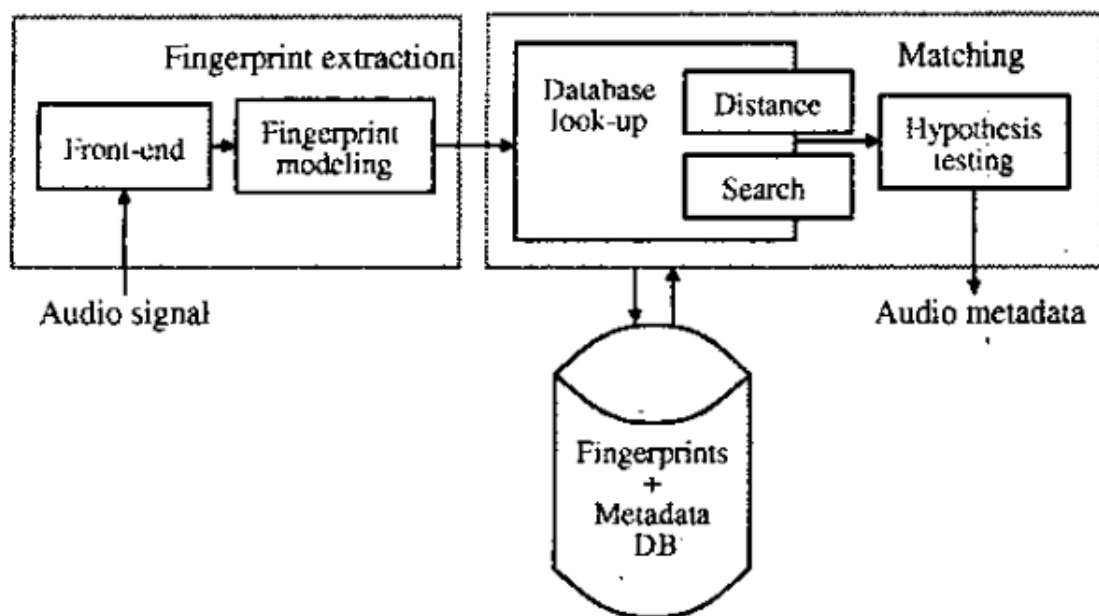 Fingerprint extraction
Front-end
Fingerprint
modeling
Audio signal
Matching
Database
look-up
Distance
Search
Hypothesis
testing
Audio metadata
Fingerprints
+
Metadata
DB